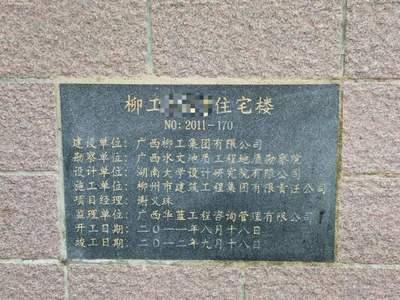 柳工住宅楼
NO:2011-170
建设单位：广西柳工集团有限公司
勘察单位：广西水文地质工程地质勘察院
设计单位：湖南大学设计研究院有限公司
施工单位：柳州市建筑工程集团有限责任公司
项目经理：谢义珠
监理单位：广西华蓝工程咨询管理有限公司
开工日期：二0一一年八月十八日
竣工日期：二0一二年九月十八日